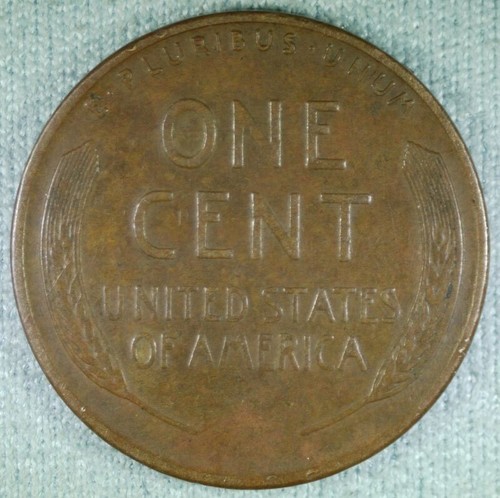 E · PLURIBUS · UNUM
ONE
CENT
UNITED STATES
OF AMERICA